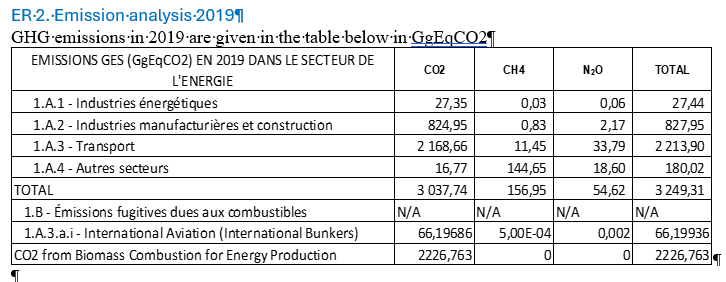 ER·2.·Emission·analysis·2019¶
GHG·emissions·in·2019·are·given·in·the·table·below·in·GgEqCO2¶
EMISSIONS GES (GgEqCO2) EN 2019 DANS LE SECTEUR DE L'ENERGIE CO2 CH4 N₂O TOTAL
1.A.1 - Industries énergétiques 27,35 0,03 0,06 27,44
1.A.2 - Industries manufacturières et construction 824,95 0,83 2,17 827,95
1.A.3 - Transport 2 168,66 11,45 33,79 2 213,90
1.A.4 - Autres secteurs 16,77 144,65 18,60 180,02
TOTAL 3 037,74 156,95 54,62 3 249,31
1.B - Émissions fugitives dues aux combustibles N/A N/A N/A N/A
1.A.3.a.i - International Aviation (International Bunkers) 66,19686 5,00E-04 0,002 66,19936
CO2 from Biomass Combustion for Energy Production 2226,763 0 0 2226,763¶
¶